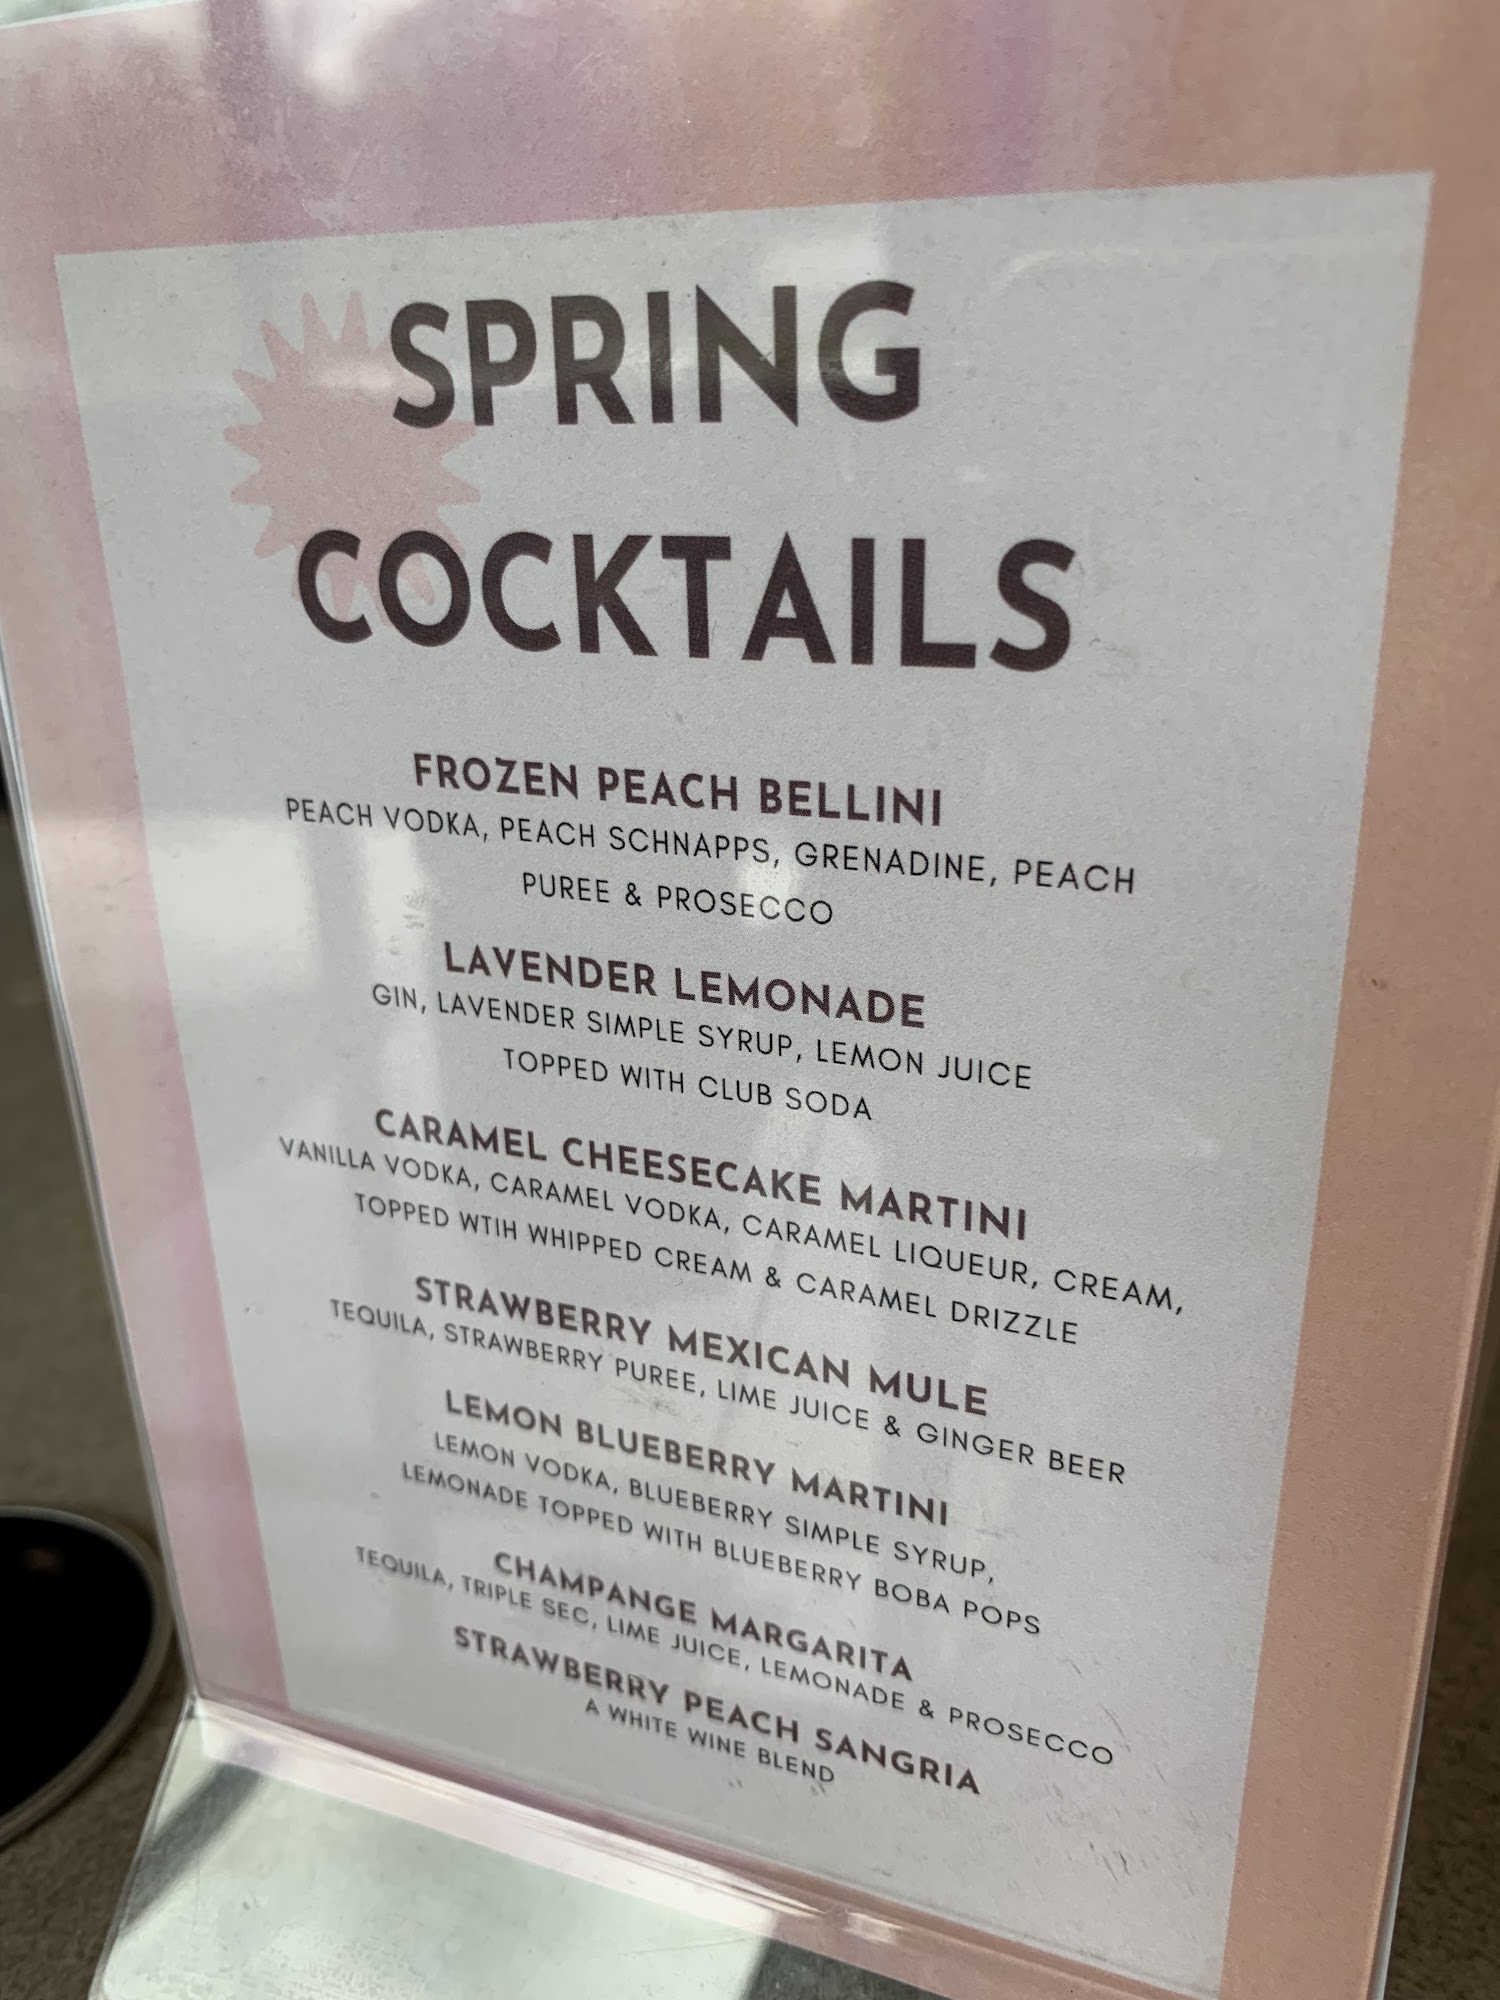 SPRING
COCKTAILS
FROZEN PEACH BELLINI
PEACH VODKA, PEACH SCHNAPPS, GRENADINE, PEACH
PUREE & PROSECCO
LAVENDER LEMONADE
GIN, LAVENDER SIMPLE SYRUP, LEMON JUICE
TOPPED WITH CLUB SODA
CARAMEL CHEESECAKE MARTINI
VANILLA VODKA, CARAMEL VODKA, CARAMEL LIQUEUR, CREAM,
TOPPED WTIH WHIPPED CREAM & CARAMEL DRIZZLE
STRAWBERRY MEXICAN MULE
TEQUILA, STRAWBERRY PUREE, LIME JUICE & GINGER BEER
LEMON BLUEBERRY MARTINI
LEMON VODKA, BLUEBERRY SIMPLE SYRUP,
LEMONADE TOPPED WITH BLUEBERRY BOBA POPS
CHAMPANGE MARGARITA
TEQUILA, TRIPLE SEC, LIME JUICE, LEMONADE & PROSECCO
STRAWBERRY PEACH SANGRIA
A WHITE WINE BLEND